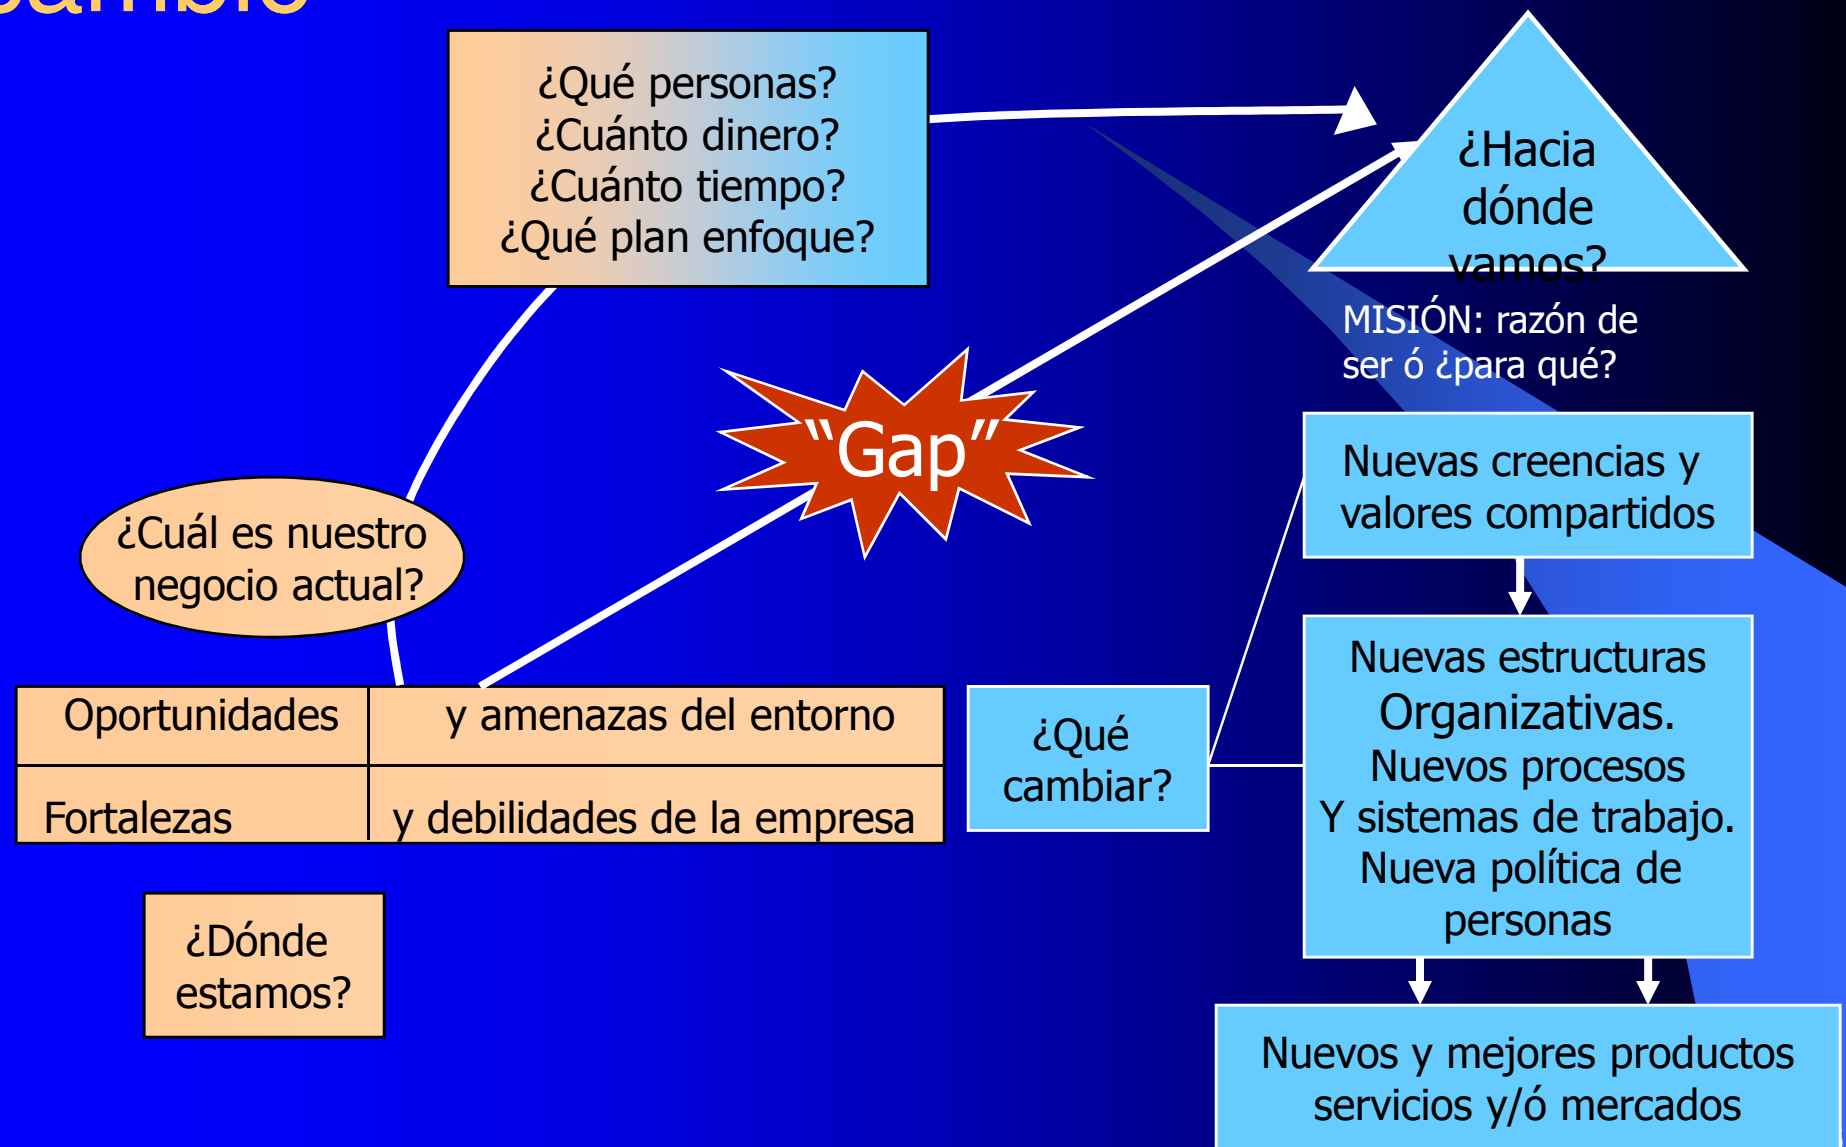 ¿Qué personas?
¿Cuánto dinero?
¿Cuánto tiempo?
¿Qué plan enfoque?
¿Hacia
dónde
vamos?
MISIÓN: razón de
ser ó ¿para qué?
"Gap"
¿Cuál es nuestro
negocio actual?
Nuevas creencias y
valores compartidos
Oportunidades y amenazas del entorno
Fortalezas y debilidades de la empresa
¿Qué
cambiar?
Nuevas estructuras
Organizativas.
Nuevos procesos
Y sistemas de trabajo.
Nueva política de
personas
¿Dónde
estamos?
Nuevos y mejores productos
servicios y/ó mercados